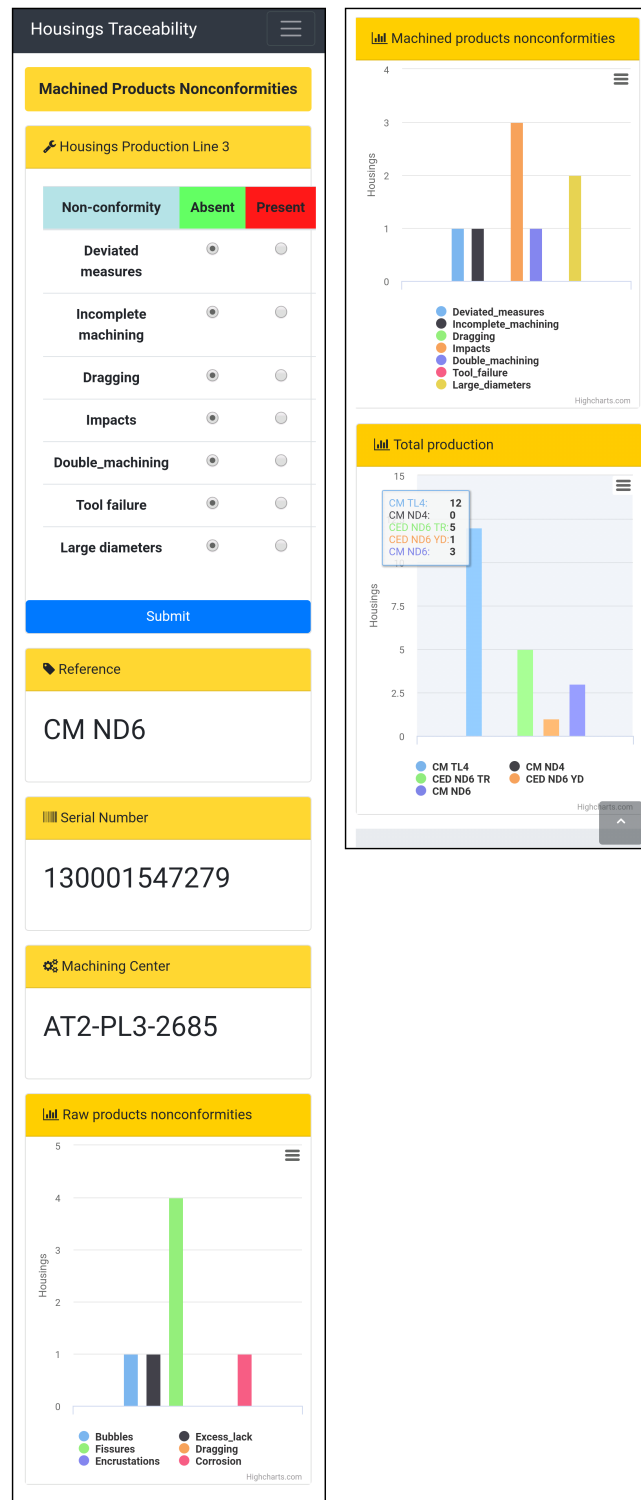 Housings Traceability
Machined Products Nonconformities
Housings Production Line 3
Non-conformity Absent Present
Deviated
measures
Incomplete
machining
Dragging
Impacts
Double_machining
Tool failure
Large diameters
Submit
Reference
CM ND6
Serial Number
130001547279
Machining Center
AT2-PL3-2685
Raw products nonconformities
5
4
3
2
1
0
Housings
Bubbles Excess_lack
Fissures Dragging
Encrustations Corrosion
Highcharts.com
Machined products nonconformities
4
3
2
1
0
Housings
Deviated_measures
Incomplete_machining
Dragging
Impacts
Double_machining
Tool_failure
Large_diameters
Highcharts.com
Total production
15
CM TL4: 12
CM ND4: 0
CED ND6 TR: 5
CED ND6 YD: 1
CM ND6: 3
10
7.5
5
2.5
0
Housings
CM TL4 CM ND4
CED ND6 TR CED ND6 YD
CM ND6
Highcharts.com